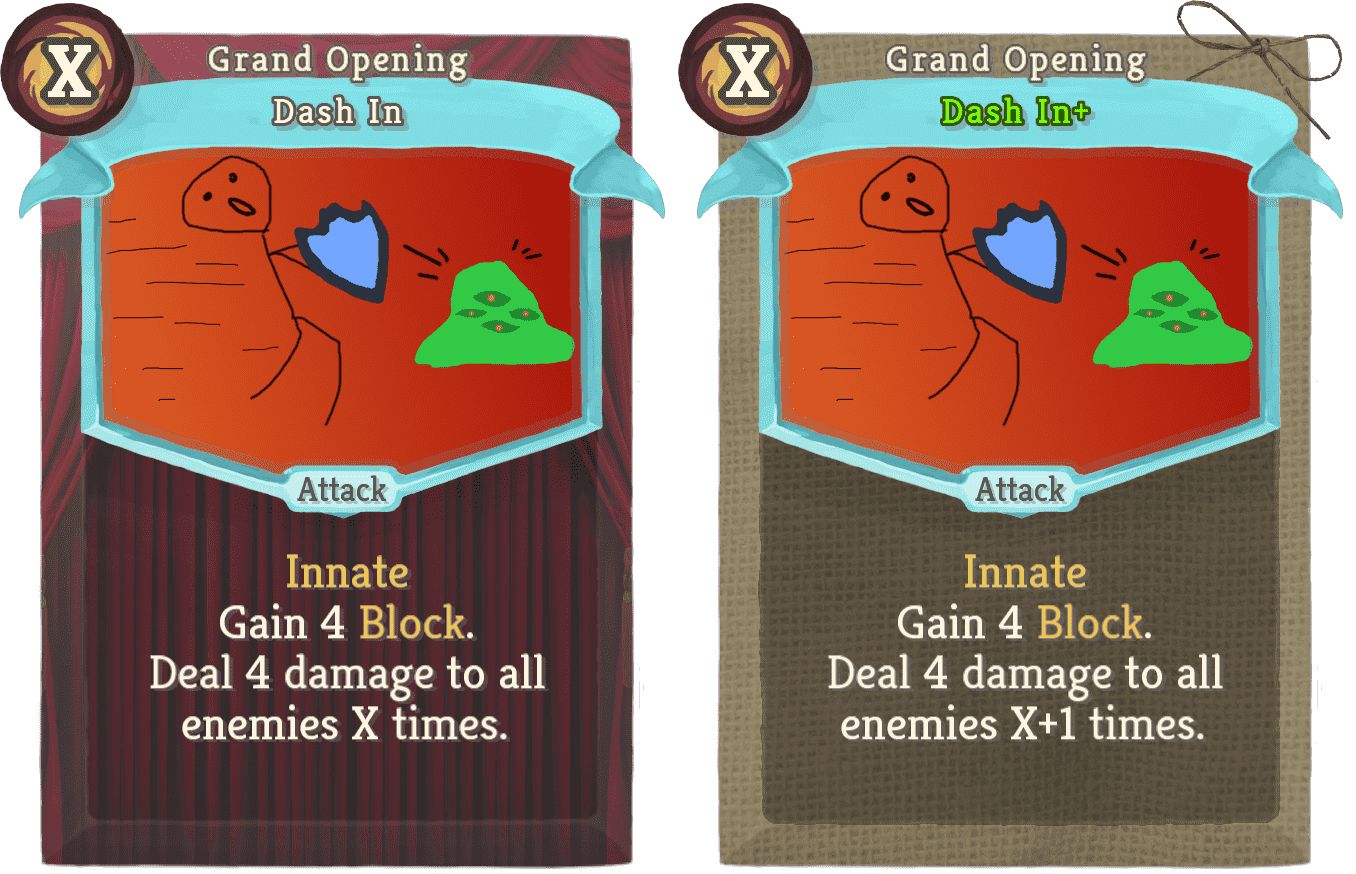 X
Grand Opening
Dash In
Attack
Innate
Gain 4 Block.
Deal 4 damage to all
enemies X times.
X
Grand Opening
Dash In+
Attack
Innate
Gain 4 Block.
Deal 4 damage to all
enemies X+1 times.